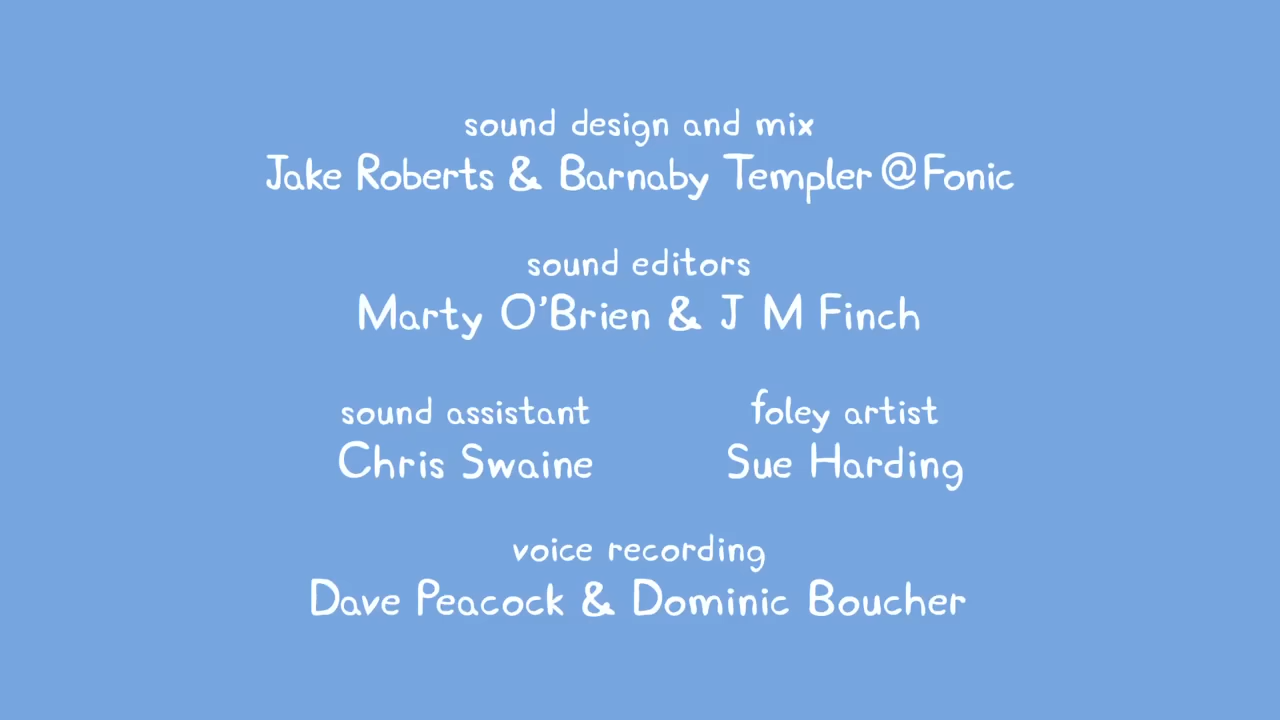 sound design and mix
Jake Roberts & Barnaby Templer @ Fonic
sound editors
Marty O'Brien & J M Finch
sound assistant
Chris Swaine
foley artist
Sue Harding
voice recording
Dave Peacock & Dominic Boucher